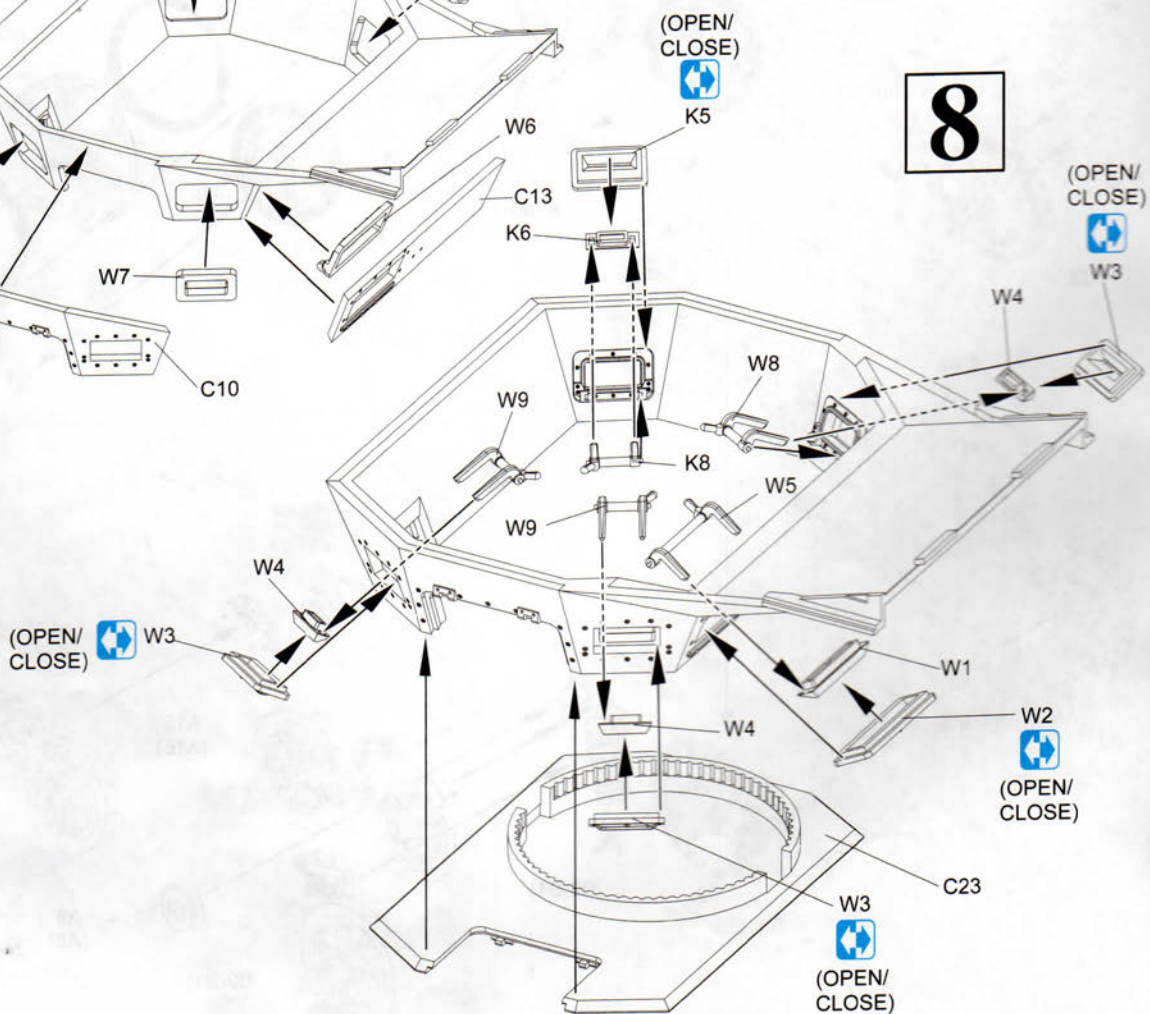 (OPEN/
CLOSE)
K5
8
W6
C13
K6
(OPEN/
CLOSE)
W3
W4
W7
C10
W8
W9
K8
W5
W9
W4
(OPEN/
CLOSE)
W3
W1
W4
W2
(OPEN/
CLOSE)
C23
W3
(OPEN/
CLOSE)